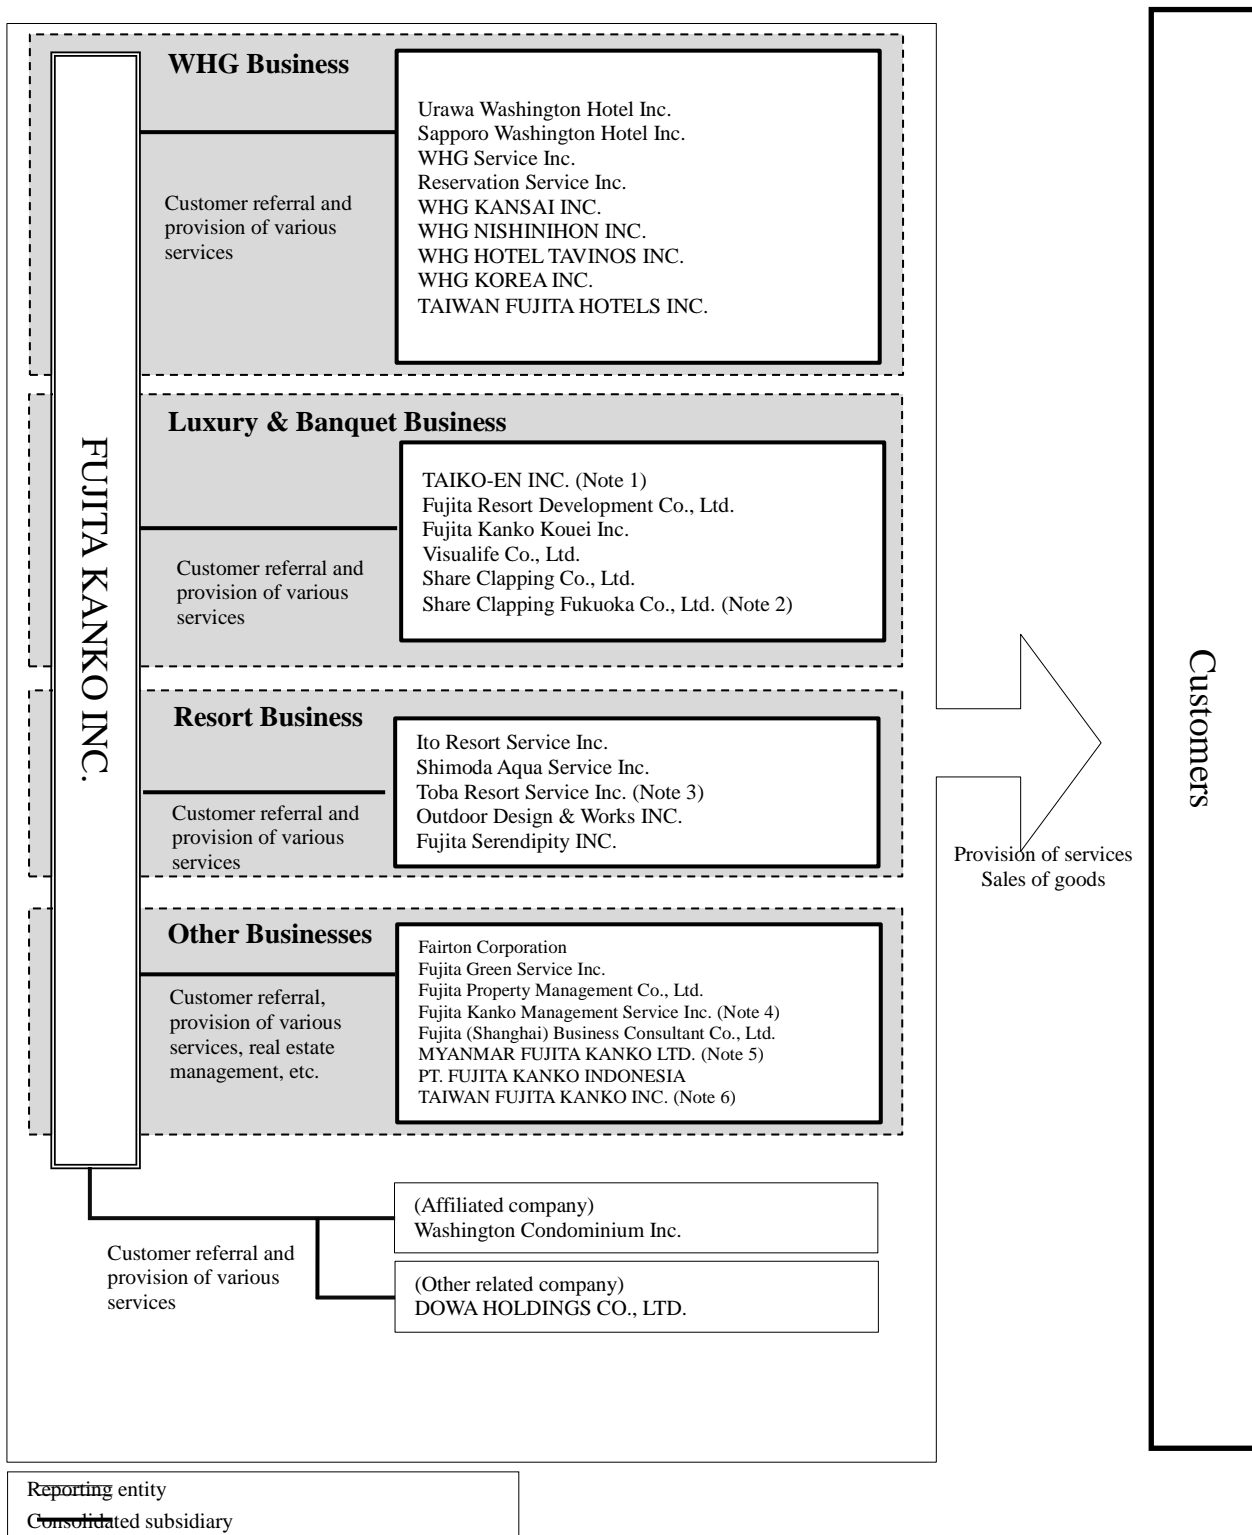 WHG Business
Urawa Washington Hotel Inc.
Sapporo Washington Hotel Inc.
WHG Service Inc.
Reservation Service Inc.
WHG KANSAI INC.
WHG NISHINIHON INC.
WHG HOTEL TAVINOS INC.
WHG KOREA INC.
TAIWAN FUJITA HOTELS INC.
Customer referral and
provision of various
services
FUJITA KANKO INC.
Luxury & Banquet Business
TAIKO-EN INC. (Note 1)
Fujita Resort Development Co., Ltd.
Fujita Kanko Kouei Inc.
Visualife Co., Ltd.
Share Clapping Co., Ltd.
Share Clapping Fukuoka Co., Ltd. (Note 2)
Customer referral and
provision of various
services
Resort Business
Ito Resort Service Inc.
Shimoda Aqua Service Inc.
Toba Resort Service Inc. (Note 3)
Outdoor Design & Works INC.
Fujita Serendipity INC.
Customer referral and
provision of various
services
Other Businesses
Fairton Corporation
Fujita Green Service Inc.
Fujita Property Management Co., Ltd.
Fujita Kanko Management Service Inc. (Note 4)
Fujita (Shanghai) Business Consultant Co., Ltd.
MYANMAR FUJITA KANKO LTD. (Note 5)
PT. FUJITA KANKO INDONESIA
TAIWAN FUJITA KANKO INC. (Note 6)
Customer referral,
provision of various
services, real estate
management, etc.
(Affiliated company)
Washington Condominium Inc.
Customer referral and
provision of various
services
(Other related company)
DOWA HOLDINGS CO., LTD.
Provision of services
Sales of goods
Customers
Reporting entity
Consolidated subsidiary